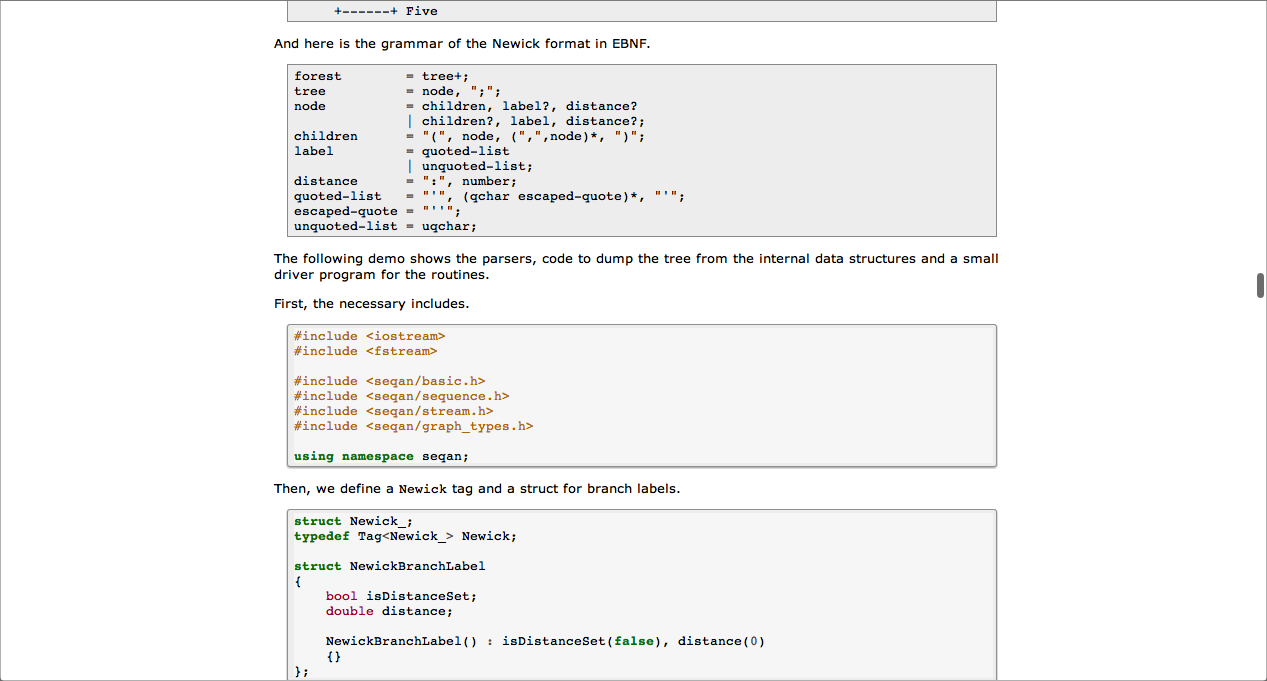 +------+ Five
And here is the grammar of the Newick format in EBNF.
forest        = tree+;
tree          = node, ";";
node          = children, label?, distance?
              | children?, label, distance?;
children      = "(", node, (",",node)*, ")";
label         = quoted-list
              | unquoted-list;
distance      = ":", number;
quoted-list   = "'", (qchar escaped-quote)*, "'";
escaped-quote = "''";
unquoted-list = uqchar;
The following demo shows the parsers, code to dump the tree from the internal data structures and a small
driver program for the routines.
First, the necessary includes.
#include <iostream>
#include <fstream>
#include <seqan/basic.h>
#include <seqan/sequence.h>
#include <seqan/stream.h>
#include <seqan/graph_types.h>
using namespace seqan;
Then, we define a Newick tag and a struct for branch labels.
struct Newick_;
typedef Tag<Newick_> Newick;
struct NewickBranchLabel
{
    bool isDistanceSet;
    double distance;
    NewickBranchLabel() : isDistanceSet(false), distance(0)
    {}
};